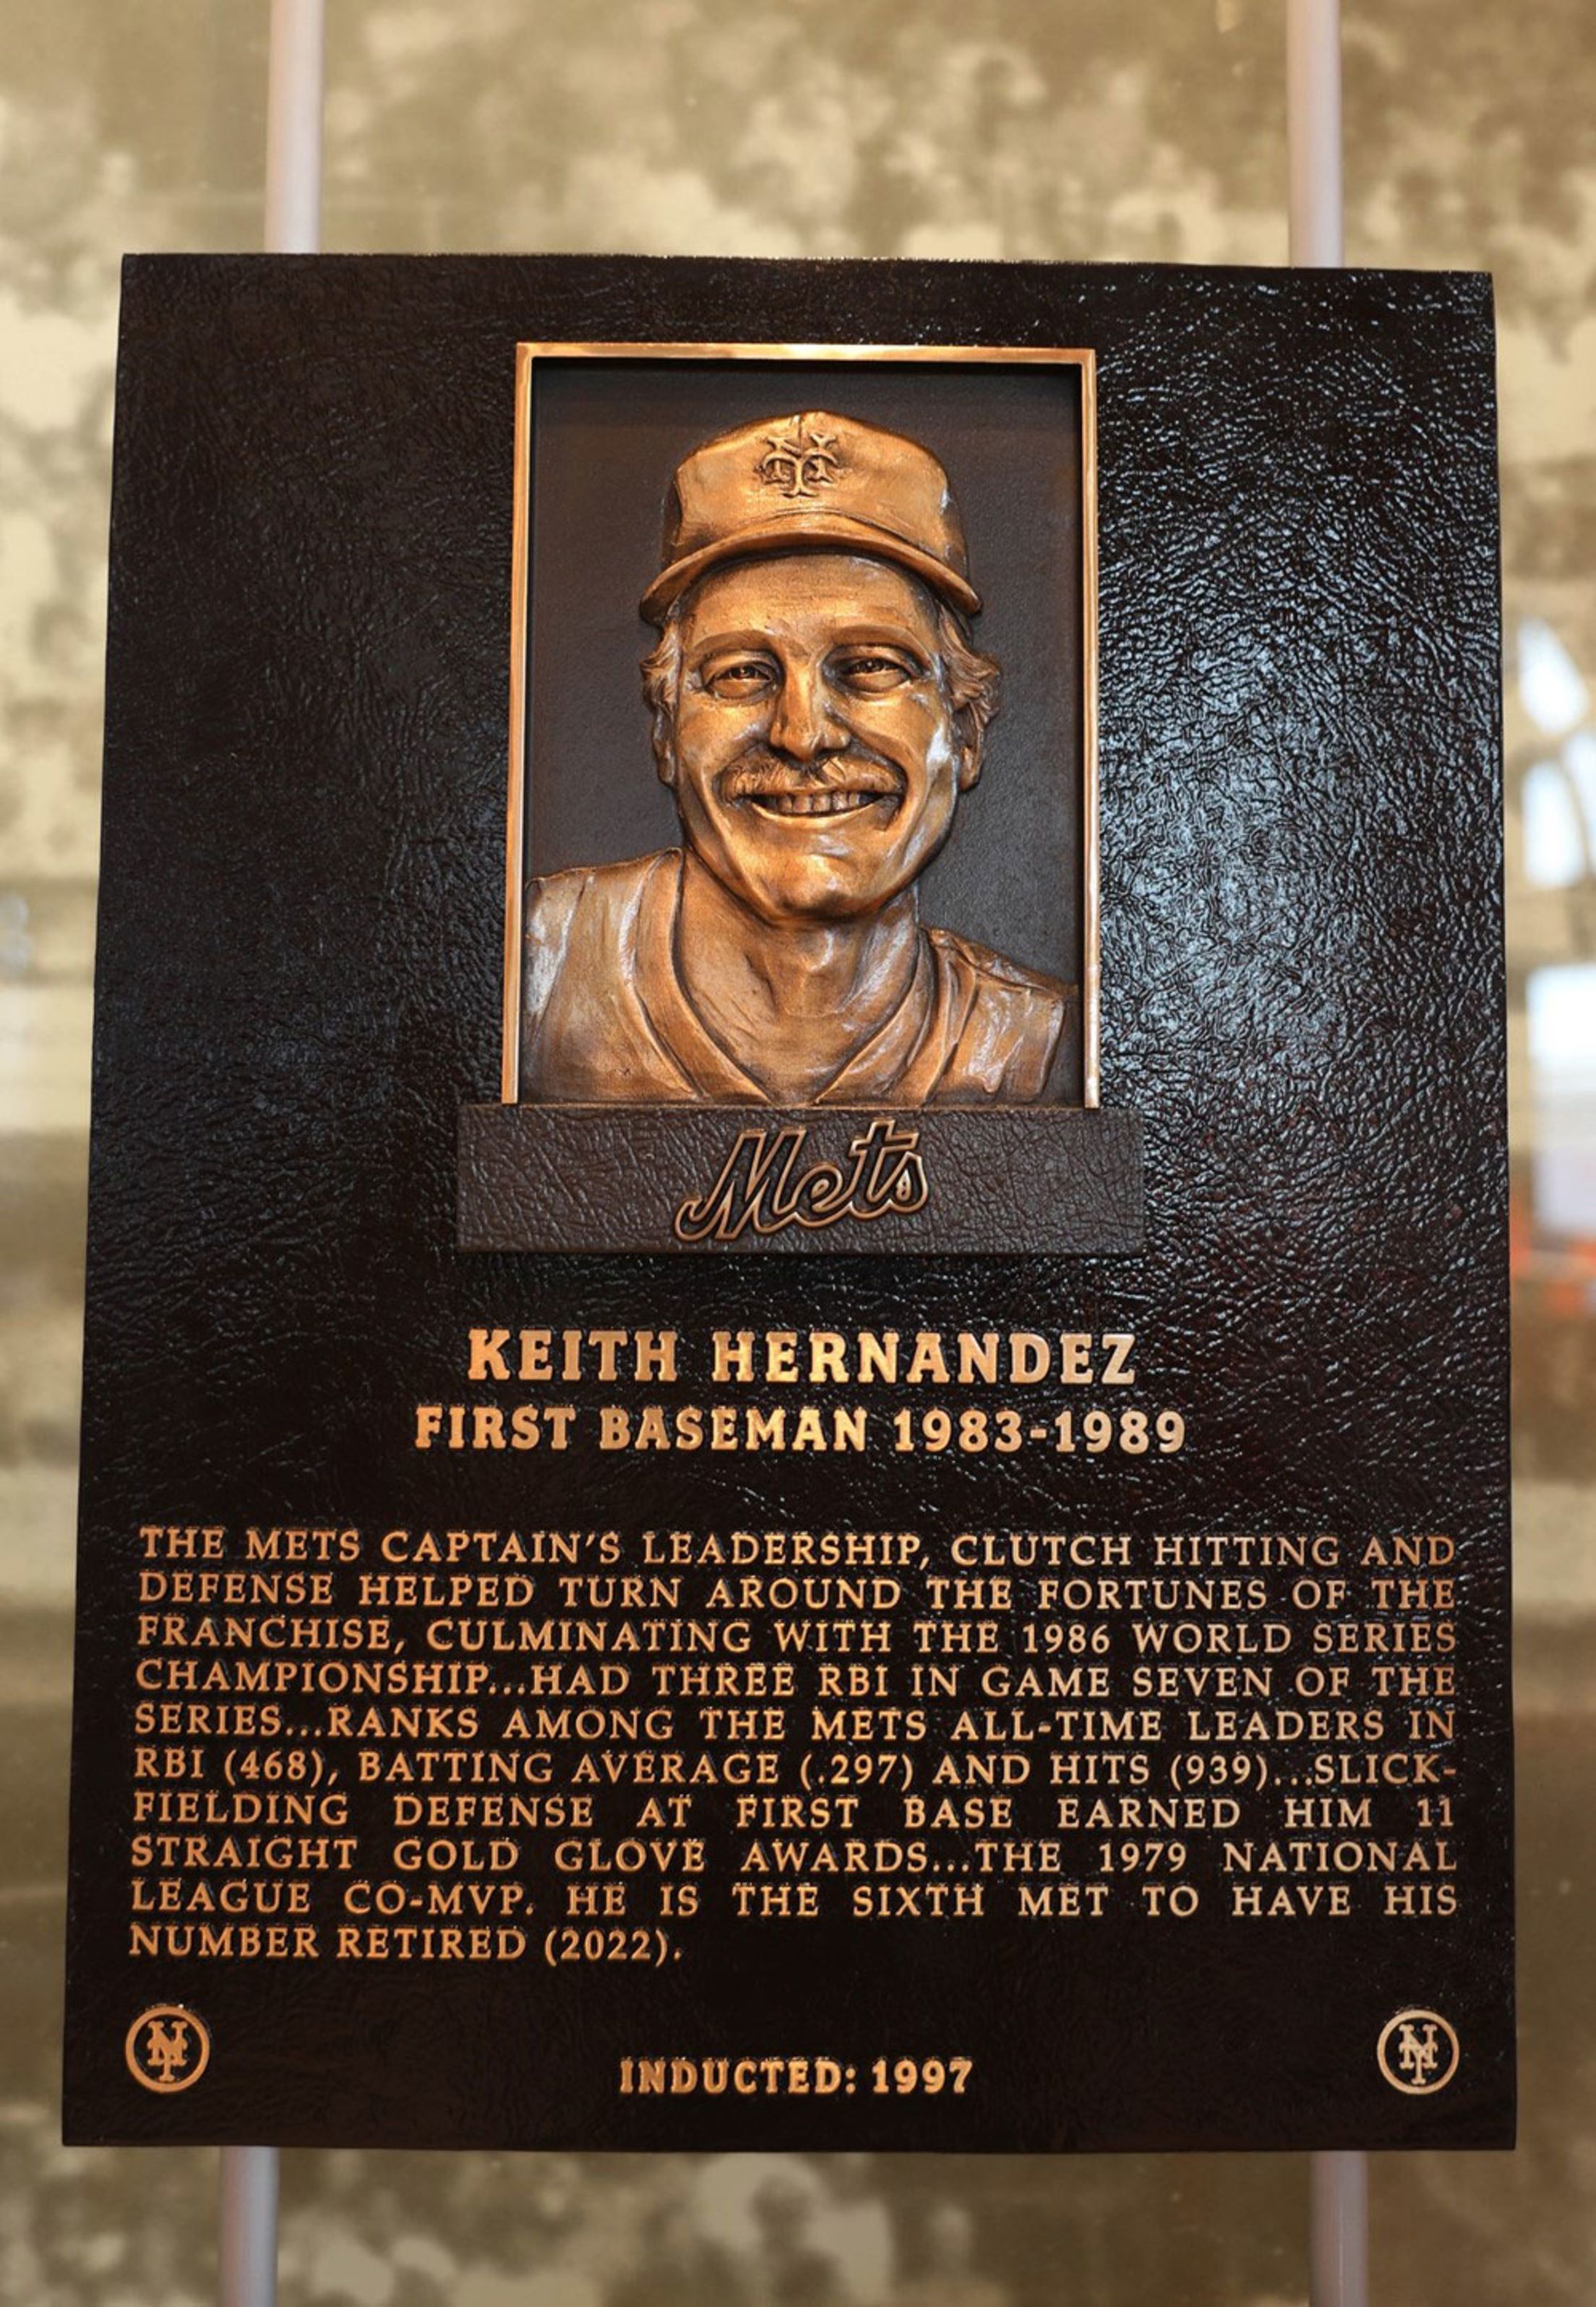 NY
Mets
KEITH HERNANDEZ
FIRST BASEMAN 1983-1989
THE METS CAPTAIN'S LEADERSHIP, CLUTCH HITTING AND
DEFENSE HELPED TURN AROUND THE FORTUNES OF THE
FRANCHISE, CULMINATING WITH THE 1986 WORLD SERIES
CHAMPIONSHIP...HAD THREE RBI IN GAME SEVEN OF THE
SERIES...RANKS AMONG THE METS ALL-TIME LEADERS IN
RBI (468), BATTING AVERAGE (.297) AND HITS (939)...SLICK-
FIELDING DEFENSE AT FIRST BASE EARNED HIM 11
STRAIGHT GOLD GLOVE AWARDS...THE 1979 NATIONAL
LEAGUE CO-MVP. HE IS THE SIXTH MET TO HAVE HIS
NUMBER RETIRED (2022).
NY
INDUCTED: 1997
NY